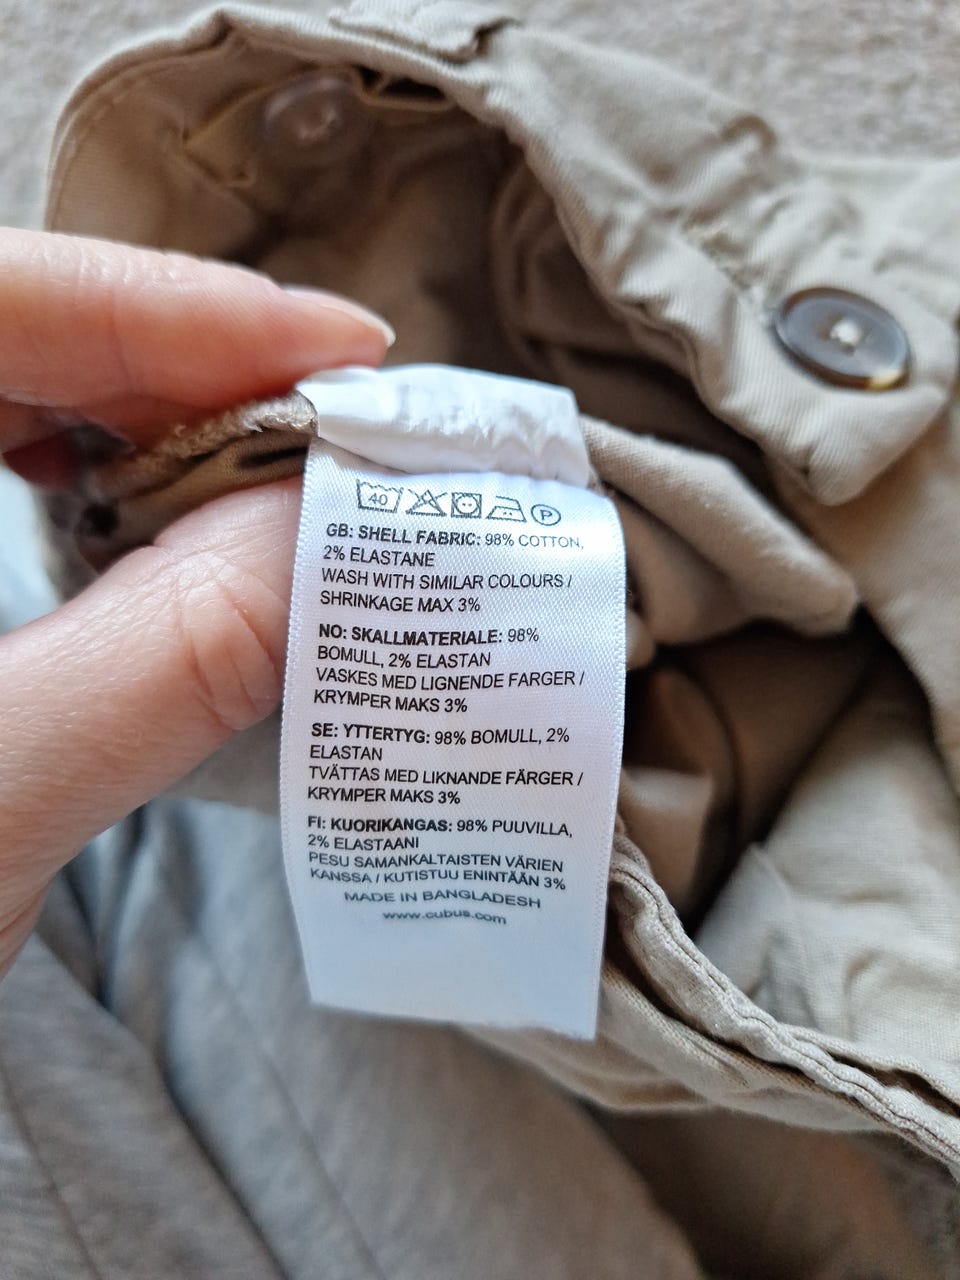 40 P
GB: SHELL FABRIC: 98% COTTON,
2% ELASTANE
WASH WITH SIMILAR COLOURS /
SHRINKAGE MAX 3%
NO: SKALLMATERIALE: 98%
BOMULL, 2% ELASTAN
VASKES MED LIGNENDE FARGER /
KRYMPER MAKS 3%
SE: YTTERTYG: 98% BOMULL, 2%
ELASTAN
TVÄTTAS MED LIKNANDE FÄRGER /
KRYMPER MAKS 3%
FI: KUORIKANGAS: 98% PUUVILLA,
2% ELASTAANI
PESU SAMANKALTAISTEN VÄRIEN
KANSSA / KUTISTUU ENINTÄÄN 3%
MADE IN BANGLADESH
www.cubus.com